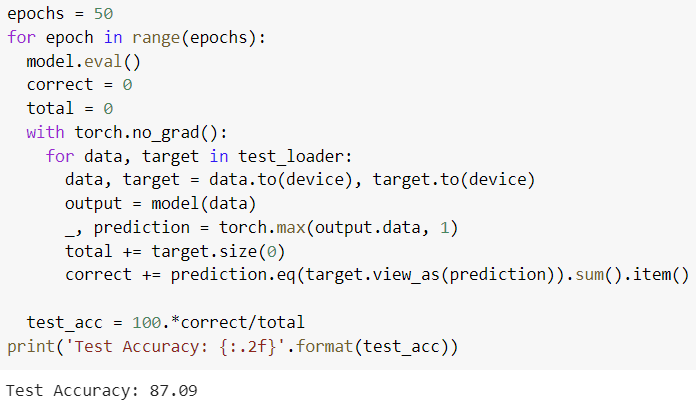 epochs = 50
for epoch in range(epochs):
  model.eval()
  correct = 0
  total = 0
  with torch.no_grad():
    for data, target in test_loader:
      data, target = data.to(device), target.to(device)
      output = model(data)
      _, prediction = torch.max(output.data, 1)
      total += target.size(0)
      correct += prediction.eq(target.view_as(prediction)).sum().item()
  test_acc = 100.*correct/total
print('Test Accuracy: {:.2f}'.format(test_acc))
Test Accuracy: 87.09